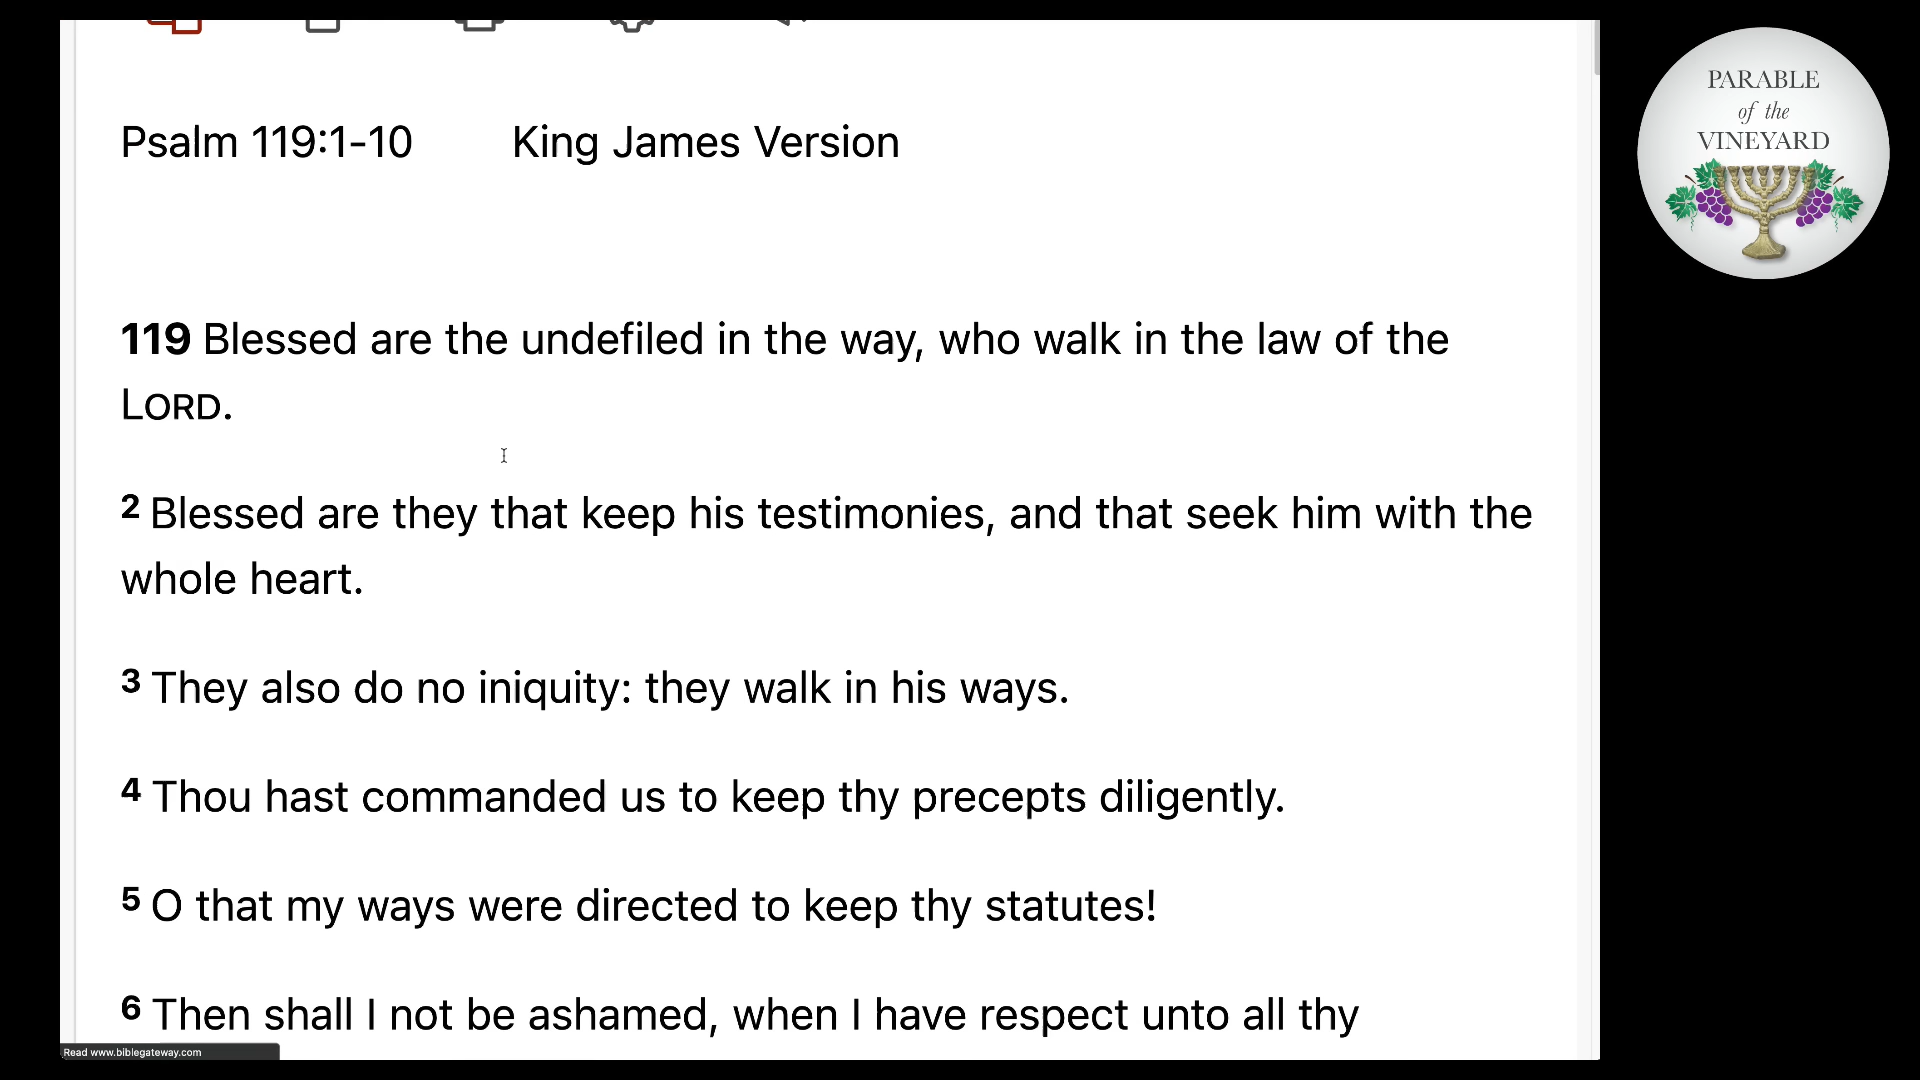 Psalm 119:1-10 King James Version
PARABLE
of the
VINEYARD
119 Blessed are the undefiled in the way, who walk in the law of the
LORD.
2 Blessed are they that keep his testimonies, and that seek him with the
whole heart.
3 They also do no iniquity: they walk in his ways.
4 Thou hast commanded us to keep thy precepts diligently.
5 O that my ways were directed to keep thy statutes!
6 Then shall I not be ashamed, when I have respect unto all thy
Read www.biblegateway.com